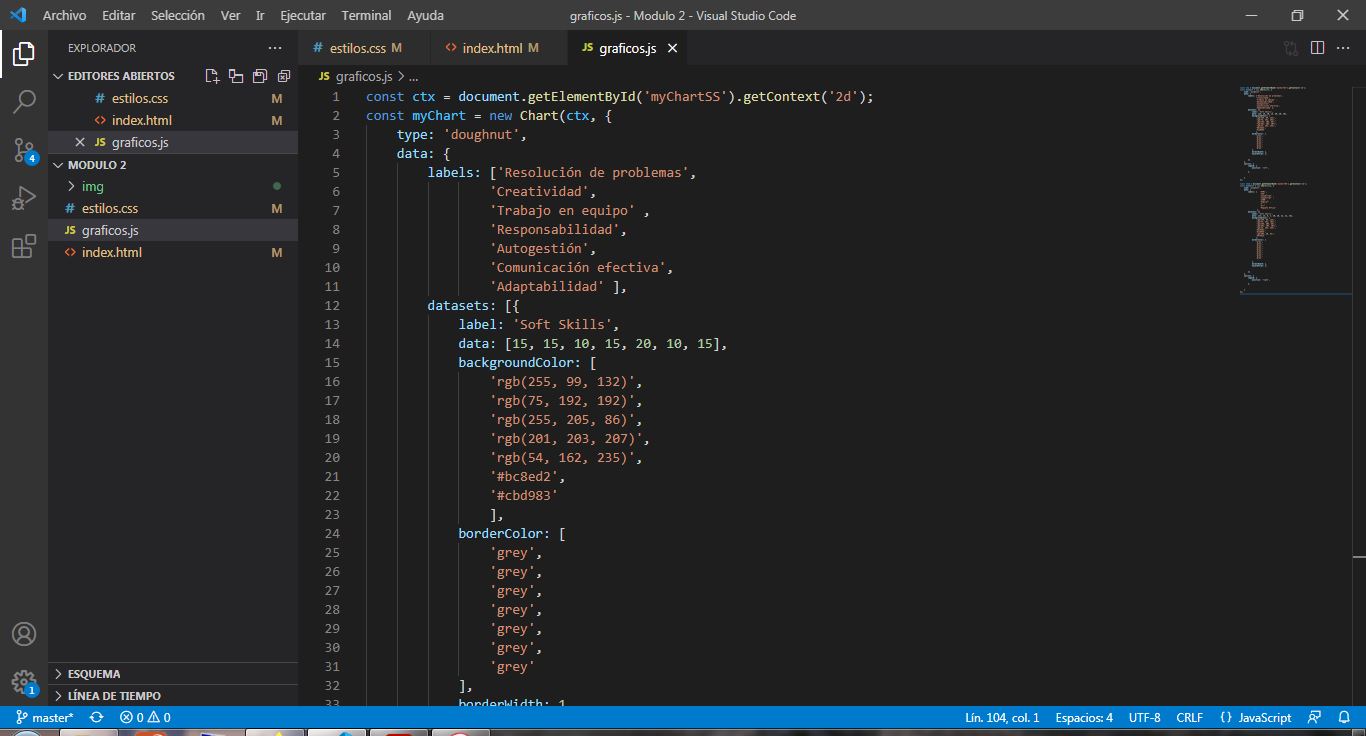 Archivo Editar Selección Ver Ir Ejecutar Terminal Ayuda
graficos.js - Modulo 2 - Visual Studio Code
EXPLORADOR
EDITORES ABIERTOS
# estilos.css M
<> index.html M
JS graficos.js
MODULO 2
img
# estilos.css M
JS graficos.js
<> index.html M
ESQUEMA
LÍNEA DE TIEMPO
4
1
# estilos.css M <> index.html M JS graficos.js
JS graficos.js > ...
1 const ctx = document.getElementById('myChartSS').getContext('2d');
2 const myChart = new Chart(ctx, {
3 type: 'doughnut',
4 data: {
5 labels: ['Resolución de problemas',
6 'Creatividad',
7 'Trabajo en equipo' ,
8 'Responsabilidad',
9 'Autogestión',
10 'Comunicación efectiva',
11 'Adaptabilidad' ],
12 datasets: [{
13 label: 'Soft Skills',
14 data: [15, 15, 10, 15, 20, 10, 15],
15 backgroundColor: [
16 'rgb(255, 99, 132)',
17 'rgb(75, 192, 192)',
18 'rgb(255, 205, 86)',
19 'rgb(201, 203, 207)',
20 'rgb(54, 162, 235)',
21 '#bc8ed2',
22 '#cbd983'
23 ],
24 borderColor: [
25 'grey',
26 'grey',
27 'grey',
28 'grey',
29 'grey',
30 'grey',
31 'grey'
32 ],
33 borderWidth: 1
master* 0 0 Lín. 104, col. 1 Espacios: 4 UTF-8 CRLF {} JavaScript